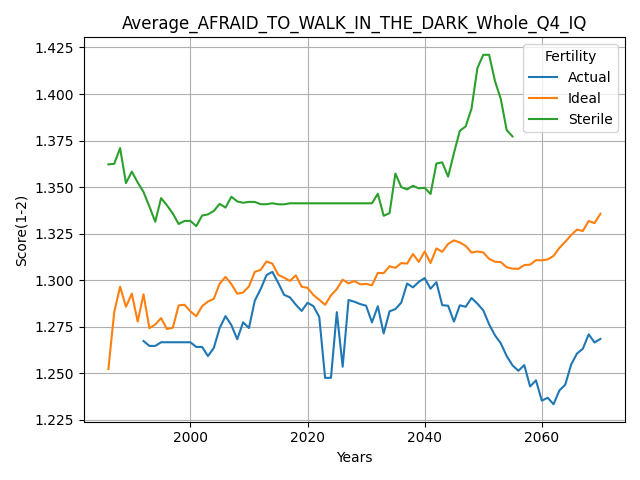 Average_AFRAID_TO_WALK_IN_THE_DARK_Whole_Q4_IQ
Fertility
Actual
Ideal
Sterile
Score(1-2)
1.425
1.400
1.375
1.350
1.325
1.300
1.275
1.250
1.225
2000
2020
2040
2060
Years